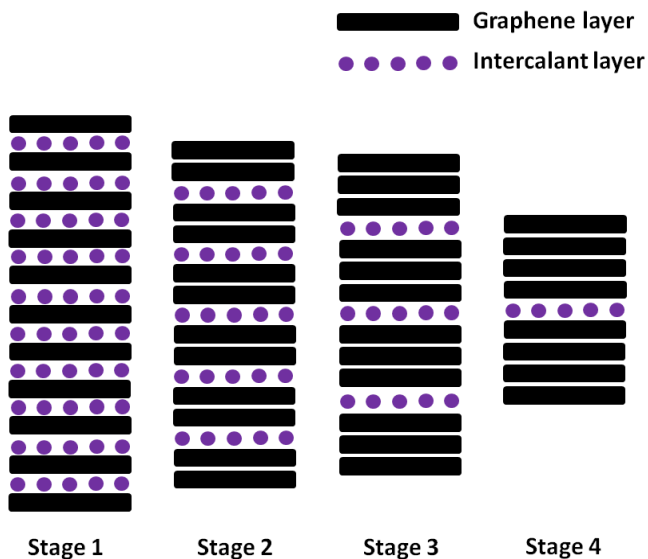 Graphene layer
Intercalant layer
Stage 1
Stage 2
Stage 3
Stage 4